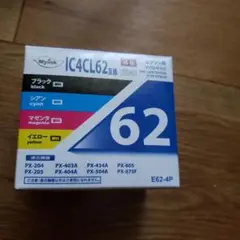 Mylink
IC4CL62
ブラック
black
シアン
cyan
マゼンタ
magenta
イエロー
yellow
62
PX-204
PX-403A
PX-434A
PX-605
PX-205
PX-404A
PX-504A
PX-675F
E62-4P